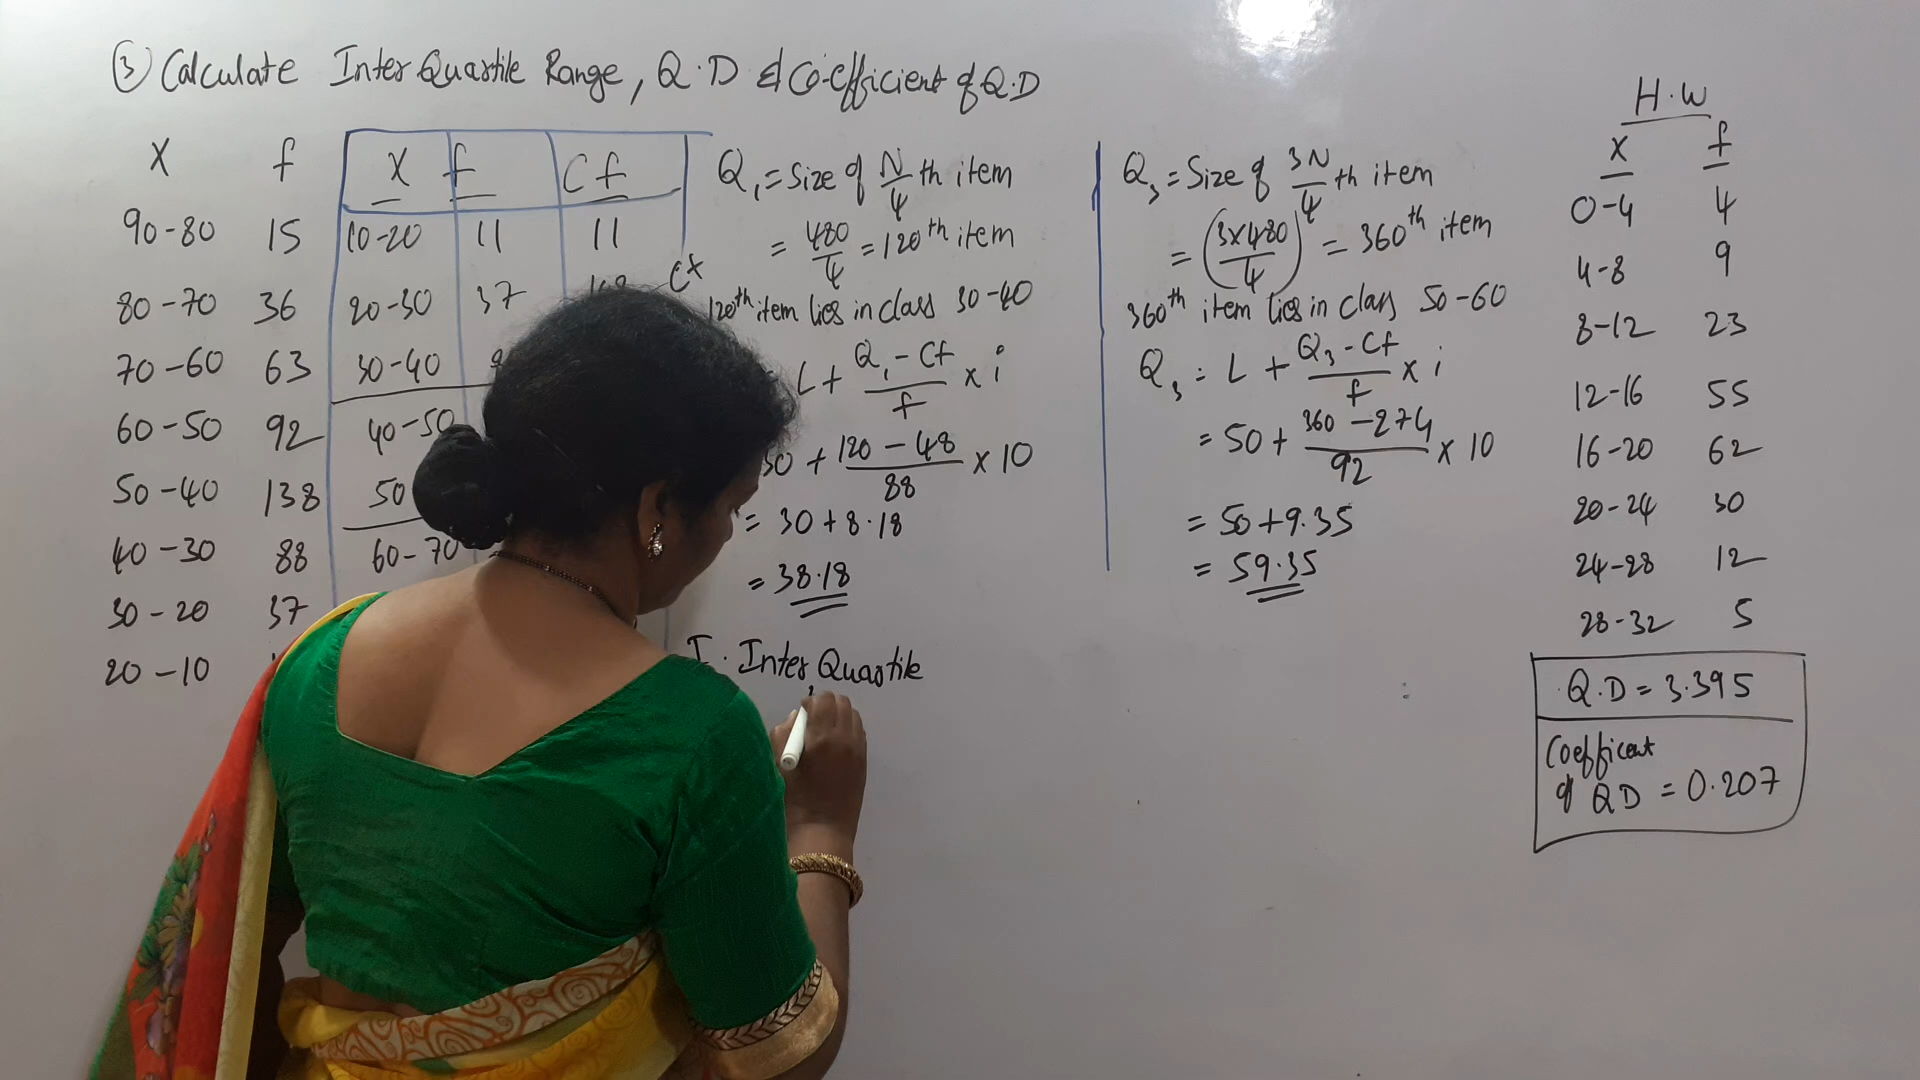 ③ Calculate Inter Quartile Range, Q.D & Co-efficient of Q.D
X f
90-80 15
80-70 36
70-60 63
60-50 92
50-40 138
40-30 88
30-20 37
20-10
X f Cf
10-20 11 11
20-30 37
30-40
40-50
50
60-70
Q₁ = Size of N/4 th item
= 480/4 = 120th item
120th item lies in class 30-40
= L + Q₁ - Cf/f x i
30 + 120 - 48/88 x 10
= 30 + 8.18
= 38.18
I. Inter Quartile
Q₃ = Size of 3N/4 th item
= (3x480/4) = 360th item
360th item lies in class 50-60
Q₃ = L + Q₃ - Cf/f x i
= 50 + 360 - 274/92 x 10
= 50 + 9.35
= 59.35
H.W
X f
0-4 4
4-8 9
8-12 23
12-16 55
16-20 62
20-24 30
24-28 12
28-32 5
Q.D = 3.395
Coefficent
of QD = 0.207